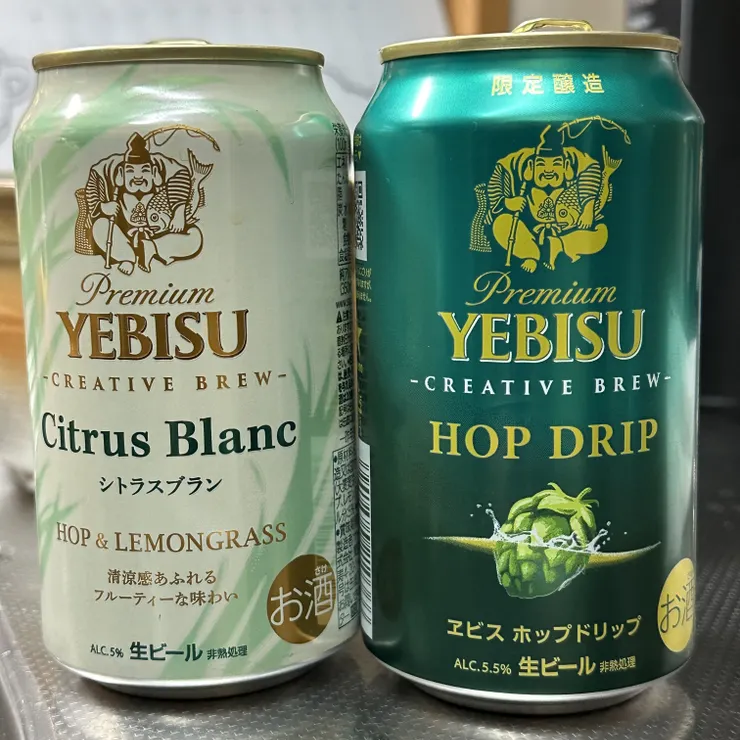 Premium
YEBISU
-CREATIVE BREW-
Citrus Blanc
シトラスブラン
HOP & LEMONGRASS
清涼感あふれる
フルーティーな味わい
さけ
お酒
ALC.5% 生ビール 非熱処理
限定醸造
Premium
YEBISU
-CREATIVE BREW-
HOP DRIP
ヱビス ホップドリップ
お酒
ALC.5.5% 生ビール 非熱処理